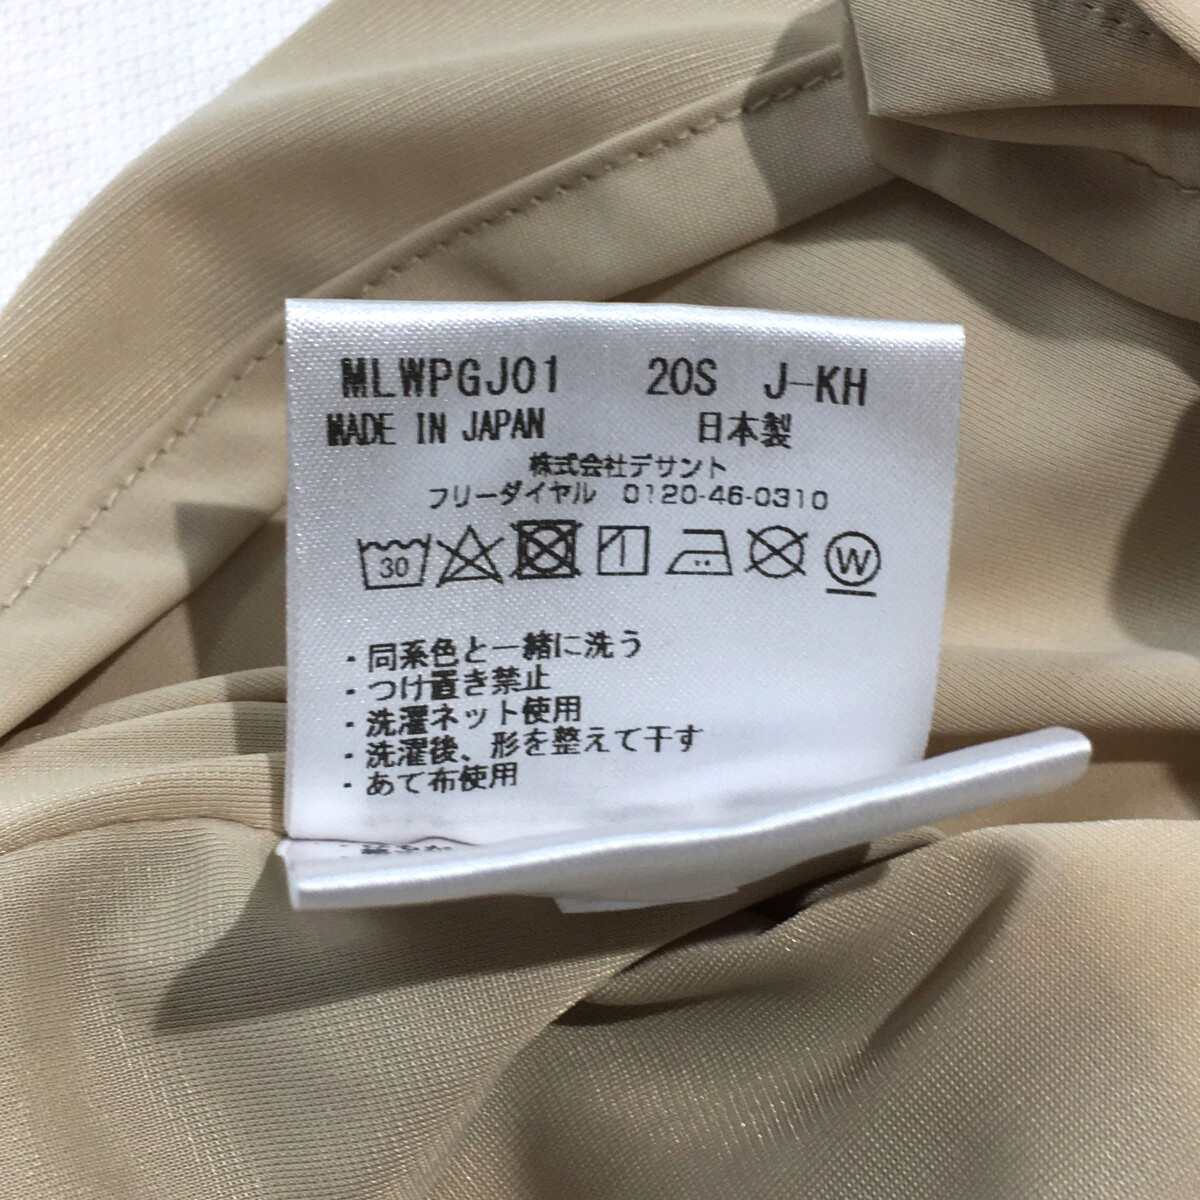 MLWPGJ01 20S J-KH
MADE IN JAPAN 日本製
株式会社デサント
フリーダイヤル 0120-46-0310
30 W
・同系色と一緒に洗う
・つけ置き禁止
・洗濯ネット使用
・洗濯後、形を整えて干す
・あて布使用